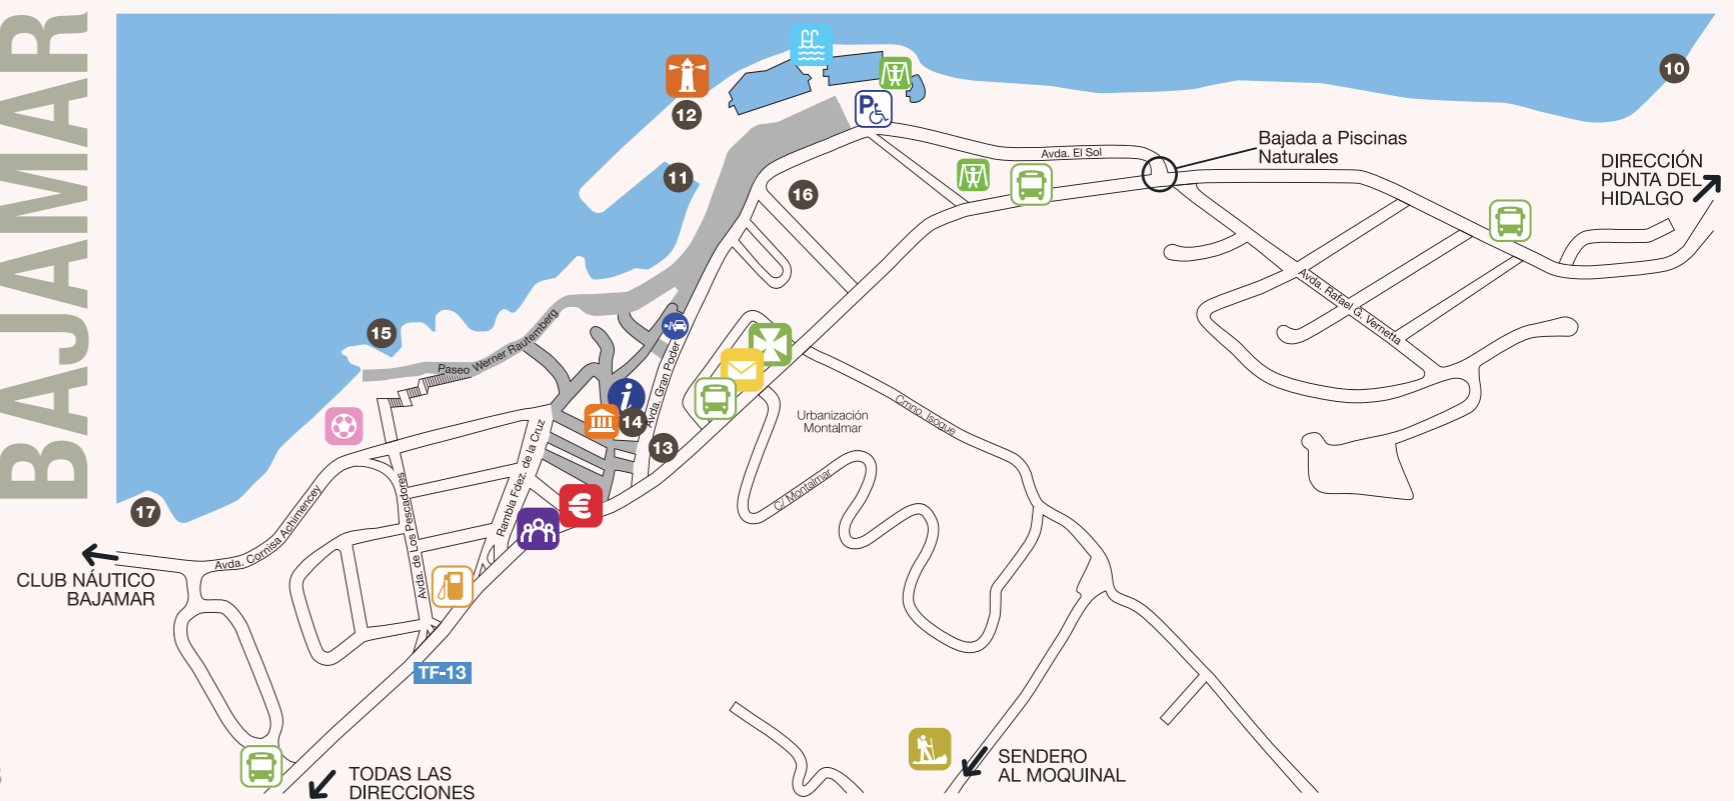 BAJAMAR
10
12
P
Bajada a Piscinas
Naturales
Avda. El Sol
DIRECCIÓN
PUNTA DEL
HIDALGO
11
16
Avda. Rafael G. Vernetta
15
Paseo Werner Rautemberg
Avda. Gran Poder
i
14
13
Urbanización
Montalmar
Cmno. Isogue
C/ Montalmar
Rambla Fdez. de la Cruz
€
Avda. de Los Pescadores
17
Avda. Cornisa Achimencey
CLUB NÁUTICO
BAJAMAR
TF-13
SENDERO
AL MOQUINAL
TODAS LAS
DIRECCIONES